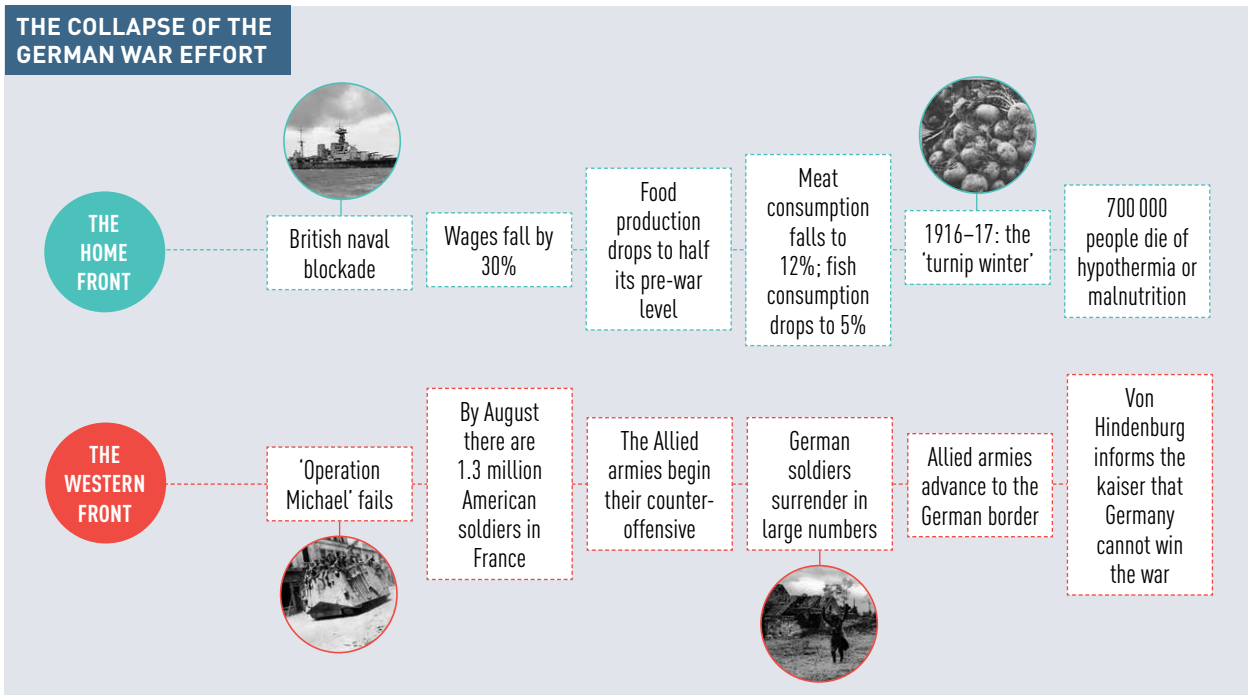 THE COLLAPSE OF THE
GERMAN WAR EFFORT
THE
HOME
FRONT
British naval
blockade
Wages fall by
30%
Food
production
drops to half
its pre-war
level
Meat
consumption
falls to
12%; fish
consumption
drops to 5%
1916–17: the
‘turnip winter’
700 000
people die of
hypothermia or
malnutrition
THE
WESTERN
FRONT
‘Operation
Michael’ fails
By August
there are
1.3 million
American
soldiers in
France
The Allied
armies begin
their counter-
offensive
German
soldiers
surrender in
large numbers
Allied armies
advance to the
German border
Von
Hindenburg
informs the
kaiser that
Germany
cannot win
the war